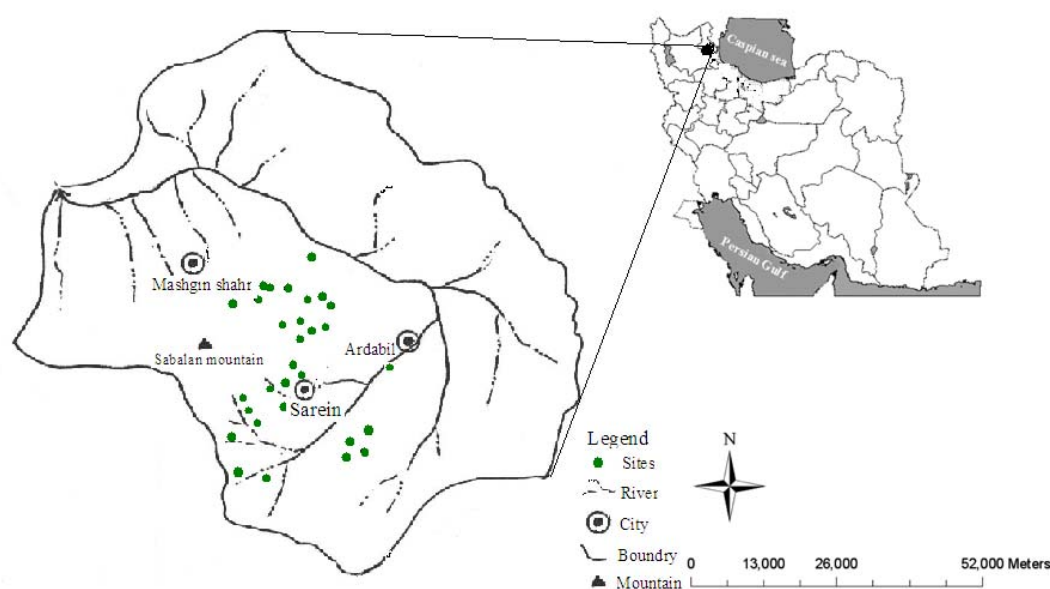 Caspian sea
Persian Gulf
Mashgin shahr
Sabalan mountain
Ardabil
Sarein
Legend
Sites
River
City
Boundry
Mountain
N
0 13,000 26,000 52,000 Meters